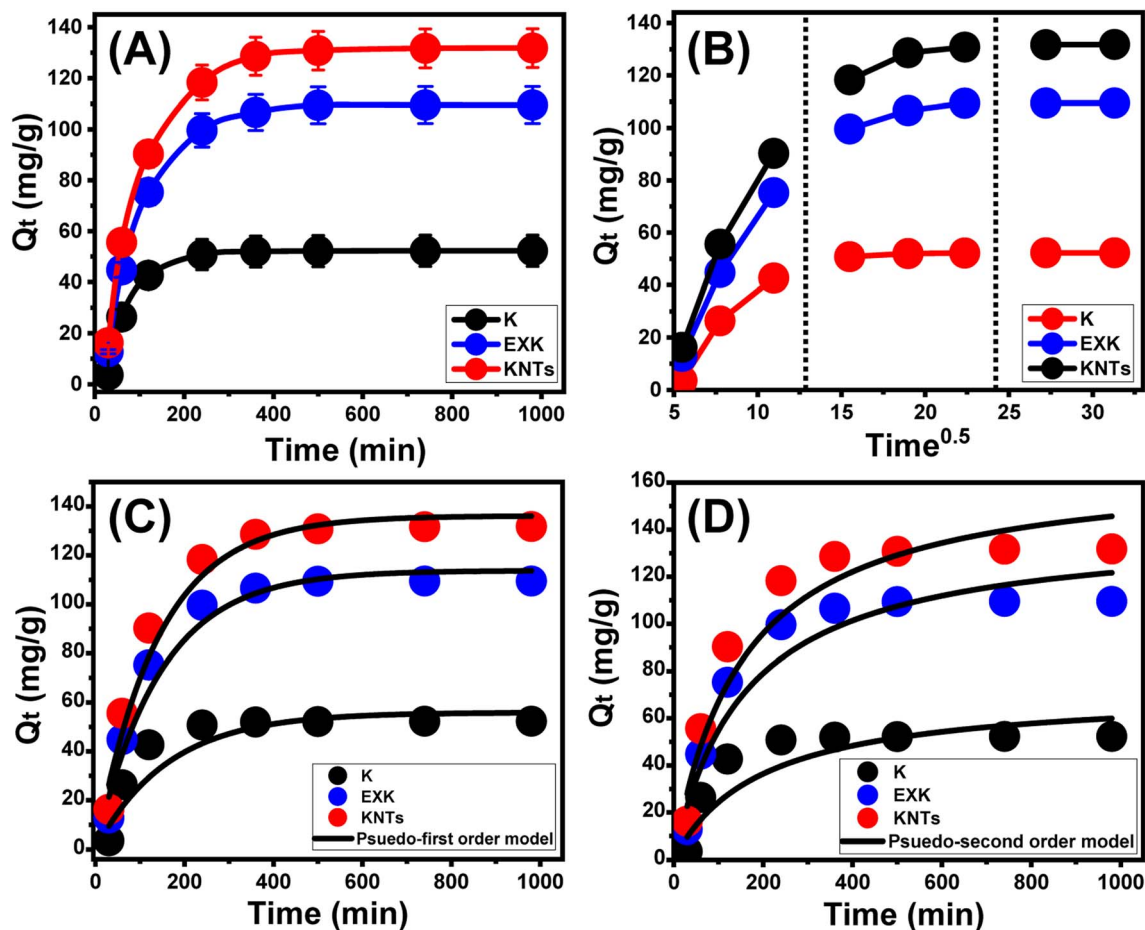 (A)
Qt (mg/g)
140
120
100
80
60
40
20
0
0 200 400 600 800 1000
Time (min)
K
EXK
KNTs
(B)
Qt (mg/g)
140
120
100
80
60
40
20
0
5 10 15 20 25 30
Time0.5
K
EXK
KNTs
(C)
Qt (mg/g)
140
120
100
80
60
40
20
0
0 200 400 600 800 1000
Time (min)
K
EXK
KNTs
Psuedo-first order model
(D)
Qt (mg/g)
160
140
120
100
80
60
40
20
0
0 200 400 600 800 1000
Time (min)
K
EXK
KNTs
Psuedo-second order model